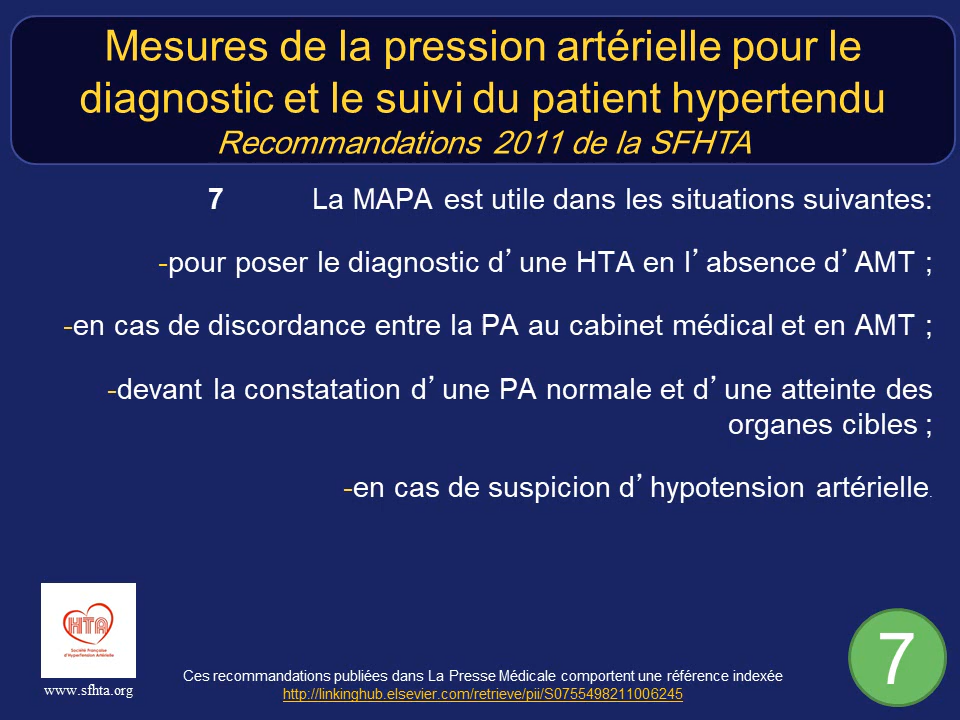 Mesures de la pression artérielle pour le
diagnostic et le suivi du patient hypertendu
Recommandations 2011 de la SFHTA
7 La MAPA est utile dans les situations suivantes:
-pour poser le diagnostic d’une HTA en l’absence d’AMT ;
-en cas de discordance entre la PA au cabinet médical et en AMT ;
-devant la constatation d’une PA normale et d’une atteinte des
organes cibles ;
-en cas de suspicion d’hypotension artérielle.
HTA
Société Française
d'Hypertension Artérielle
www.sfhta.org
Ces recommandations publiées dans La Presse Médicale comportent une référence indexée
http://linkinghub.elsevier.com/retrieve/pii/S0755498211006245
7